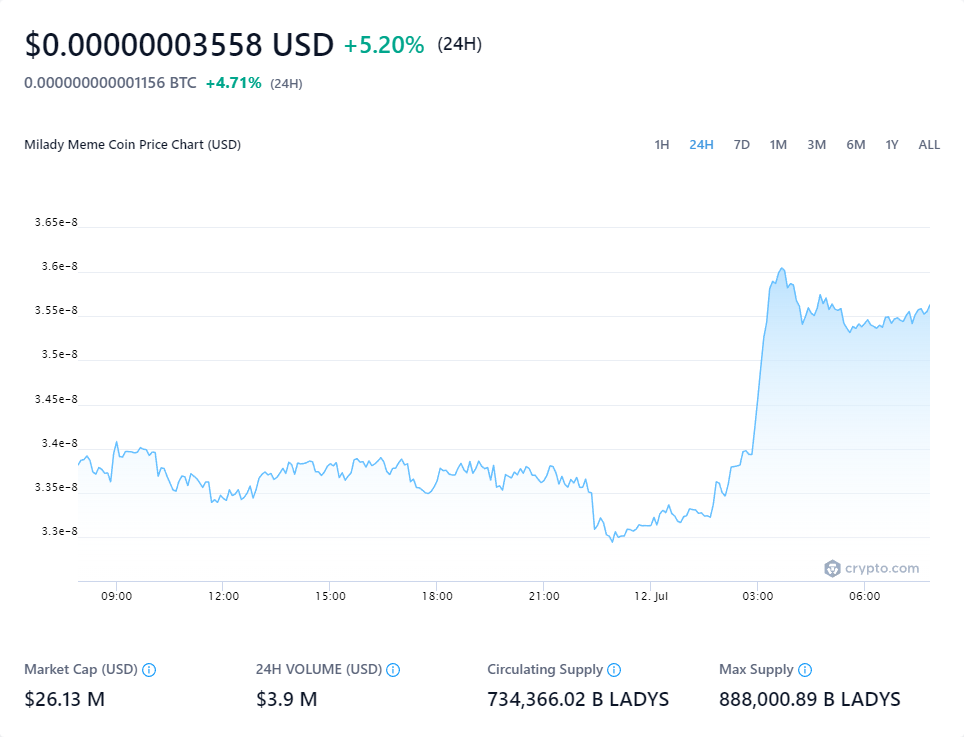 $0.00000003558 USD +5.20% (24H)
0.000000000001156 BTC +4.71% (24H)
Milady Meme Coin Price Chart (USD) 1H 24H 7D 1M 3M 6M 1Y ALL
3.65e-8
3.6e-8
3.55e-8
3.5e-8
3.45e-8
3.4e-8
3.35e-8
3.3e-8
crypto.com
09:00 12:00 15:00 18:00 21:00 12. Jul 03:00 06:00
Market Cap (USD) 24H VOLUME (USD) Circulating Supply Max Supply
$26.13 M $3.9 M 734,366.02 B LADYS 888,000.89 B LADYS